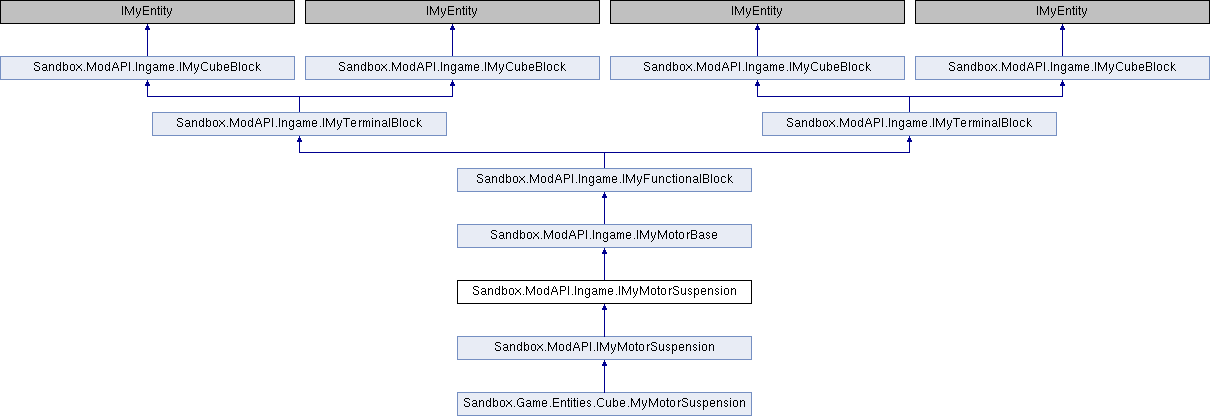 IMyEntity
IMyEntity
IMyEntity
IMyEntity
Sandbox.ModAPI.Ingame.IMyCubeBlock
Sandbox.ModAPI.Ingame.IMyCubeBlock
Sandbox.ModAPI.Ingame.IMyCubeBlock
Sandbox.ModAPI.Ingame.IMyCubeBlock
Sandbox.ModAPI.Ingame.IMyTerminalBlock
Sandbox.ModAPI.Ingame.IMyTerminalBlock
Sandbox.ModAPI.Ingame.IMyFunctionalBlock
Sandbox.ModAPI.Ingame.IMyMotorBase
Sandbox.ModAPI.Ingame.IMyMotorSuspension
Sandbox.ModAPI.IMyMotorSuspension
Sandbox.Game.Entities.Cube.MyMotorSuspension